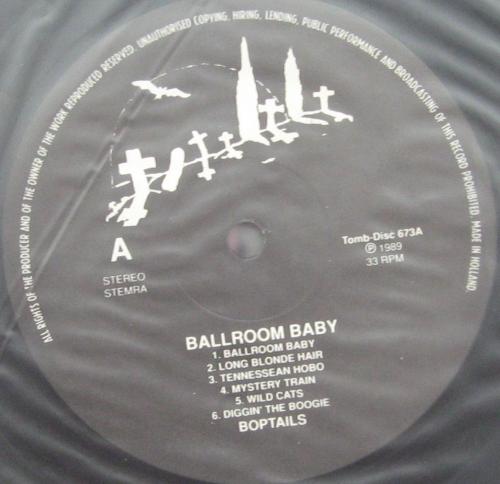 ALL RIGHTS OF THE PRODUCER AND OF THE OWNER OF THE WORK REPRODUCED RESERVED. UNAUTHORISED COPYING, HIRING, LENDING, PUBLIC PERFORMANCE AND BROADCASTING OF THIS RECORD PROHIBITED. MADE IN HOLLAND.
A
STEREO
STEMRA
Tomb-Disc 673A
Ⓟ 1989
33 RPM
BALLROOM BABY
1. BALLROOM BABY
2. LONG BLONDE HAIR
3. TENNESSEAN HOBO
4. MYSTERY TRAIN
5. WILD CATS
6. DIGGIN' THE BOOGIE
BOPTAILS